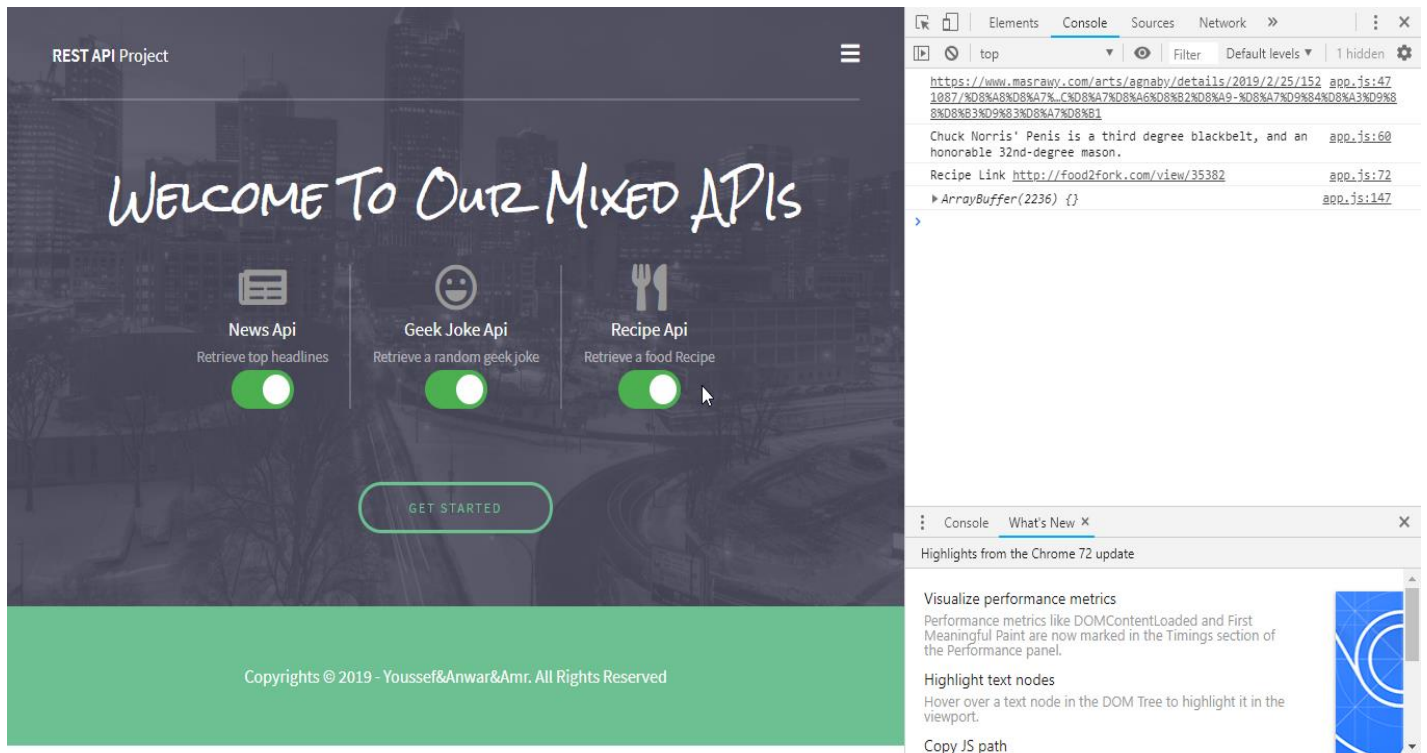 REST API Project
Welcome To Our Mixed APIs
News Api
Retrieve top headlines
Geek Joke Api
Retrieve a random geek joke
Recipe Api
Retrieve a food Recipe
GET STARTED
Copyrights © 2019 - Youssef&Anwar&Amr. All Rights Reserved
Elements Console Sources Network »
top Filter Default levels ▼ 1 hidden
https://www.masrawy.com/arts/agnaby/details/2019/2/25/152 app.js:47
1087/%D8%A8%D8%A7%…C%D8%A7%D8%A6%D8%B2%D8%A9-%D8%A7%D9%84%D8%A3%D9%8
8%D8%B3%D9%83%D8%A7%D8%B1
Chuck Norris' Penis is a third degree blackbelt, and an app.js:60
honorable 32nd-degree mason.
Recipe Link http://food2fork.com/view/35382 app.js:72
▶ArrayBuffer(2236) {} app.js:147
Console What's New ×
Highlights from the Chrome 72 update
Visualize performance metrics
Performance metrics like DOMContentLoaded and First
Meaningful Paint are now marked in the Timings section of
the Performance panel.
Highlight text nodes
Hover over a text node in the DOM Tree to highlight it in the
viewport.
Copy JS path